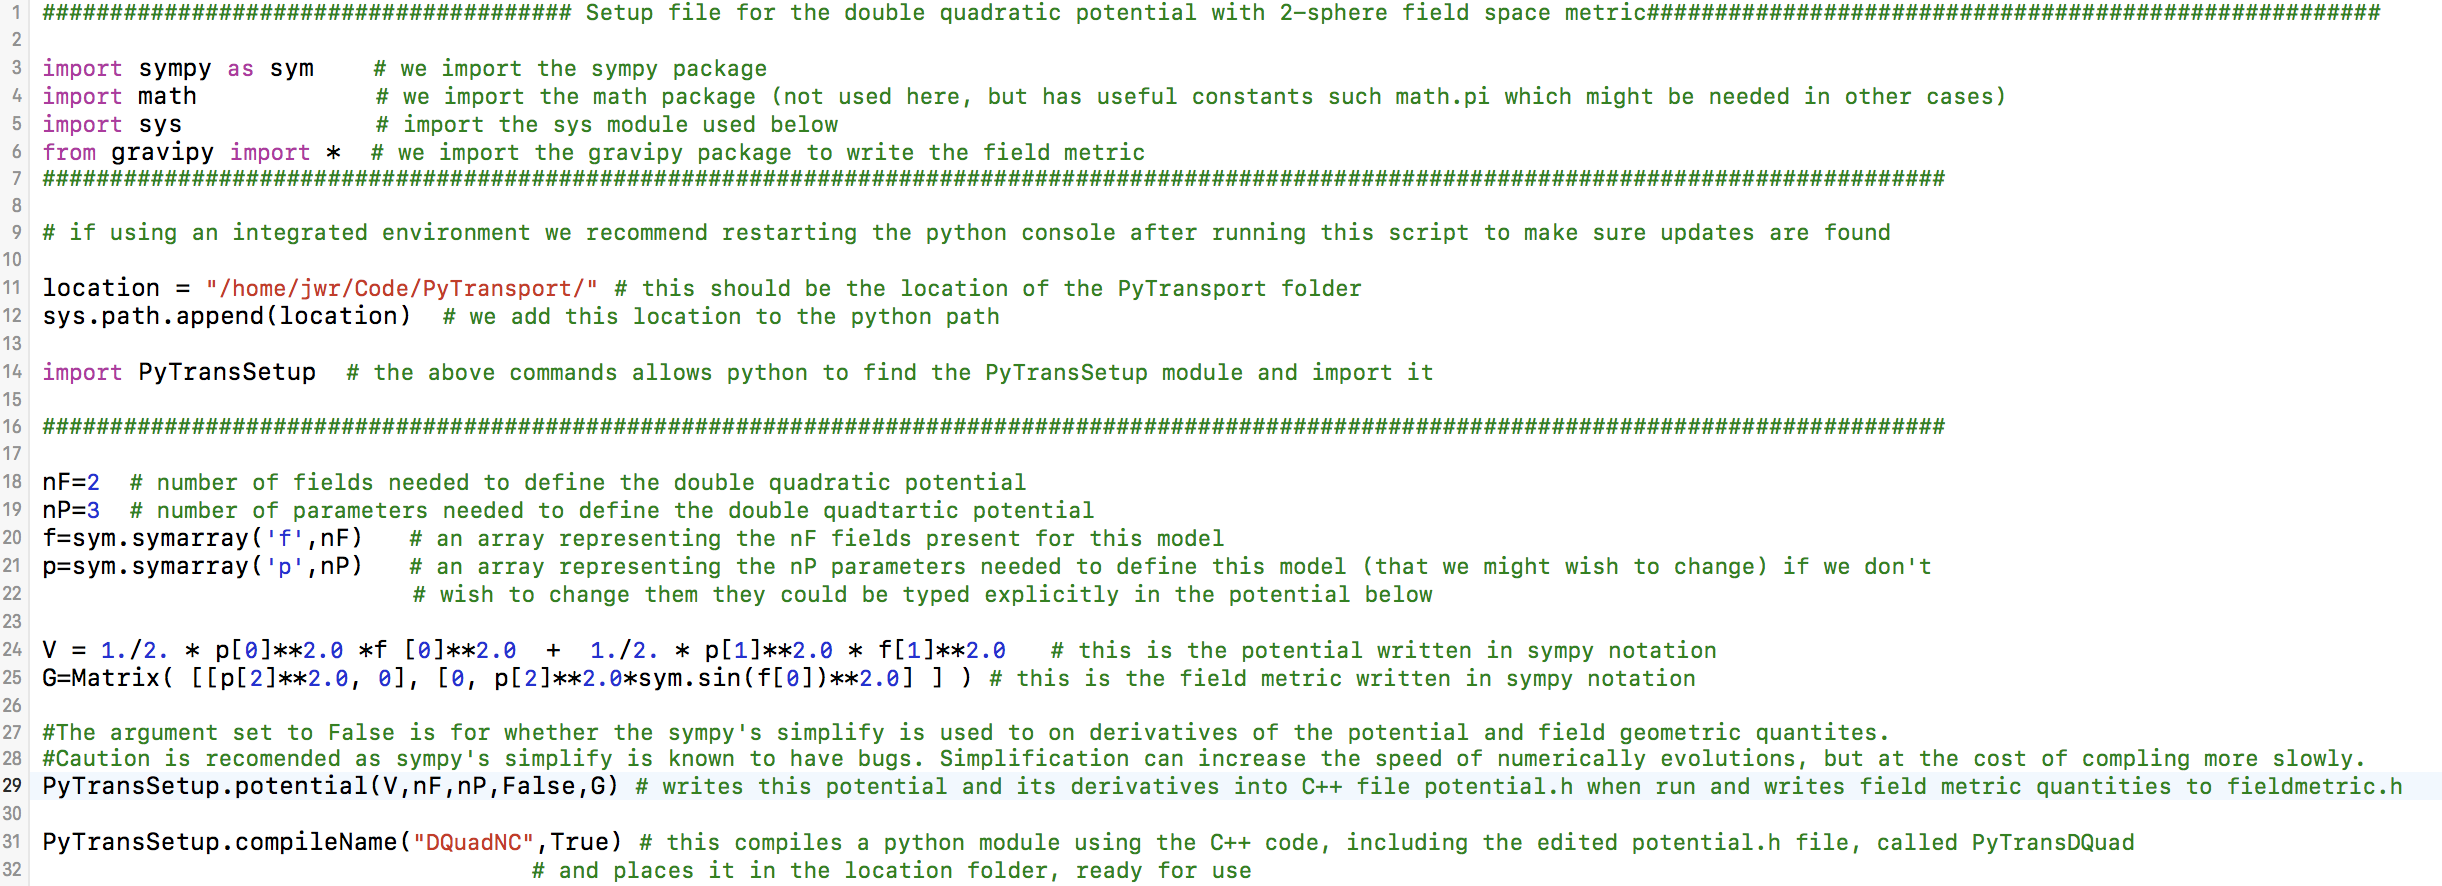 1 ####################################### Setup file for the double quadratic potential with 2-sphere field space metric######################################################
2
3 import sympy as sym    # we import the sympy package
4 import math             # we import the math package (not used here, but has useful constants such math.pi which might be needed in other cases)
5 import sys              # import the sys module used below
6 from gravipy import *  # we import the gravipy package to write the field metric
7 ############################################################################################################################################
8
9 # if using an integrated environment we recommend restarting the python console after running this script to make sure updates are found
10
11 location = "/home/jwr/Code/PyTransport/" # this should be the location of the PyTransport folder
12 sys.path.append(location)  # we add this location to the python path
13
14 import PyTransSetup  # the above commands allows python to find the PyTransSetup module and import it
15
16 ############################################################################################################################################
17
18 nF=2  # number of fields needed to define the double quadratic potential
19 nP=3  # number of parameters needed to define the double quadtartic potential
20 f=sym.symarray('f',nF)   # an array representing the nF fields present for this model
21 p=sym.symarray('p',nP)   # an array representing the nP parameters needed to define this model (that we might wish to change) if we don't
22                           # wish to change them they could be typed explicitly in the potential below
23
24 V = 1./2. * p[0]**2.0 *f [0]**2.0  +  1./2. * p[1]**2.0 * f[1]**2.0   # this is the potential written in sympy notation
25 G=Matrix( [[p[2]**2.0, 0], [0, p[2]**2.0*sym.sin(f[0])**2.0] ] ) # this is the field metric written in sympy notation
26
27 #The argument set to False is for whether the sympy's simplify is used to on derivatives of the potential and field geometric quantites.
28 #Caution is recomended as sympy's simplify is known to have bugs. Simplification can increase the speed of numerically evolutions, but at the cost of compling more slowly.
29 PyTransSetup.potential(V,nF,nP,False,G) # writes this potential and its derivatives into C++ file potential.h when run and writes field metric quantities to fieldmetric.h
30
31 PyTransSetup.compileName("DQuadNC",True) # this compiles a python module using the C++ code, including the edited potential.h file, called PyTransDQuad
32                                    # and places it in the location folder, ready for use